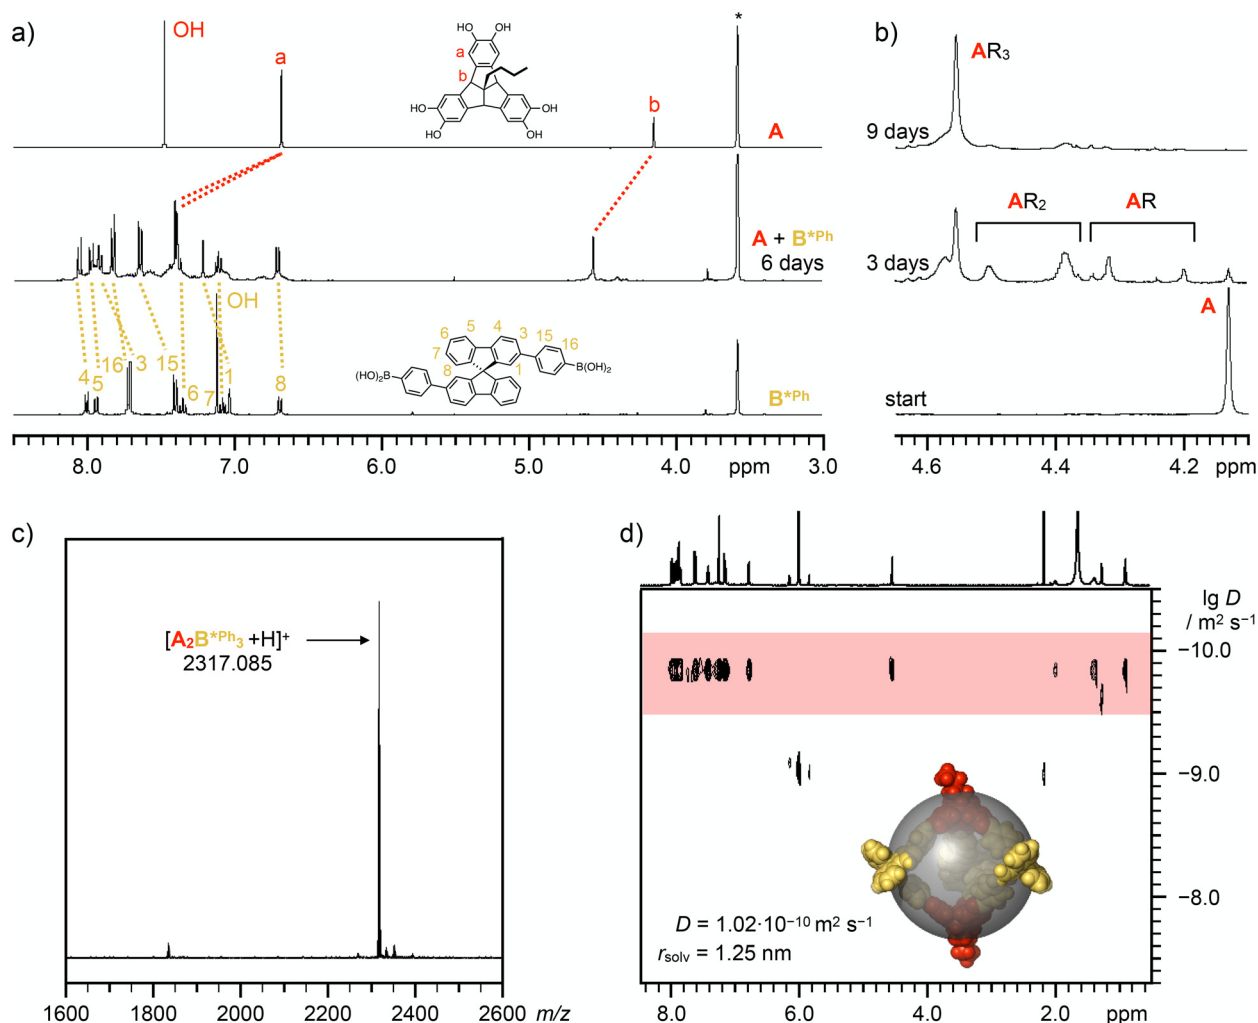 a)
OH
a
b
HO
OH
a
HO
OH
b
HO
OH
*
A
A + B*Ph
6 days
OH
4
5
16
3
15
6
7
1
8
6
5
4
3
15
16
7
8
1
B(OH)2
(HO)2B
B*Ph
8.0 7.0 6.0 5.0 4.0 ppm 3.0
b)
AR3
9 days
AR2 AR
3 days
A
start
4.6 4.4 4.2 ppm
c)
[A2B*Ph3 +H]+
2317.085
1600 1800 2000 2200 2400 2600 m/z
d)
lg D
/ m2 s−1
−10.0
−9.0
−8.0
D = 1.02·10−10 m2 s−1
rsolv = 1.25 nm
8.0 6.0 4.0 2.0 ppm